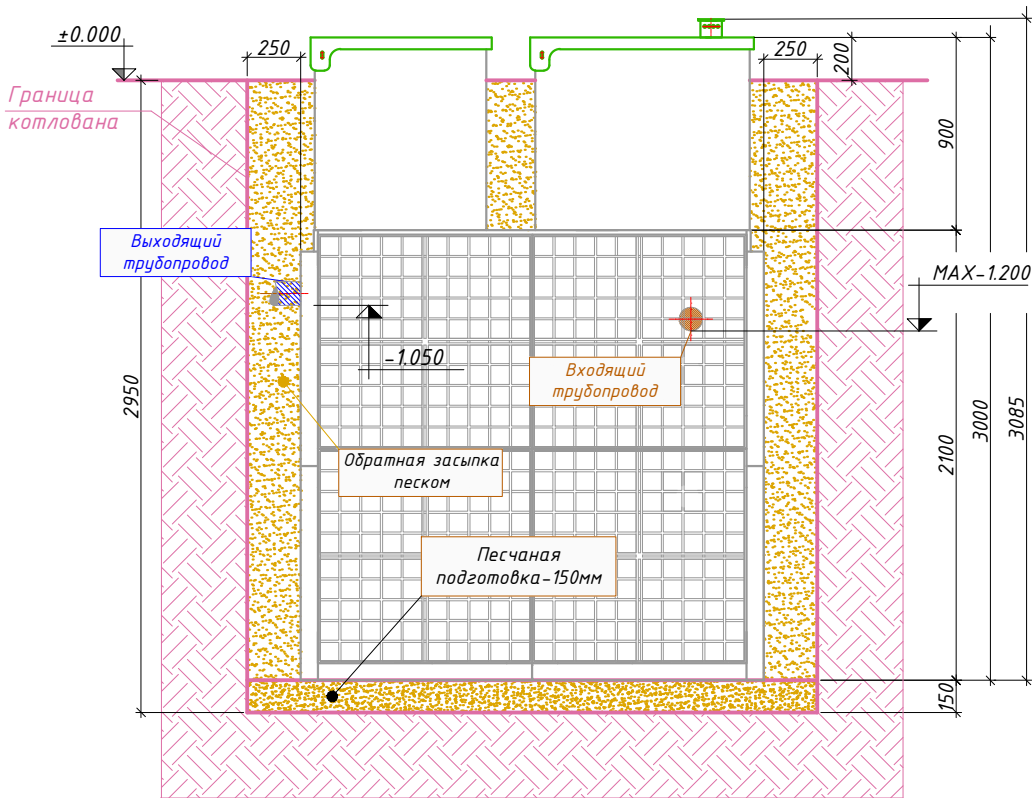 ±0.000
250
250
200
Граница
котлована
900
Выходящий
трубопровод
MAX-1.200
-1.050
Входящий
трубопровод
2950
3000
3085
2100
Обратная засыпка
песком
Песчаная
подготовка-150мм
150